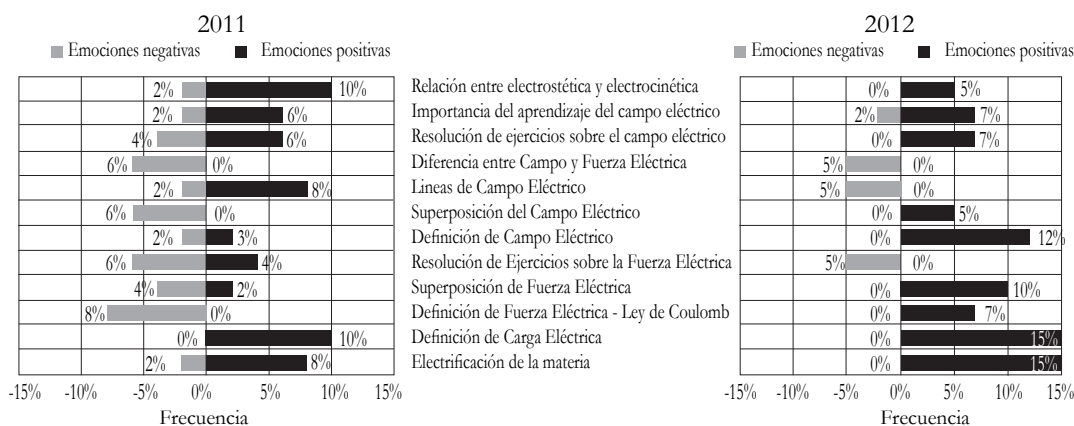 2011
Emociones negativas Emociones positivas
2012
Emociones negativas Emociones positivas
2% 10% Relación entre electrostética y electrocinética 0% 5%
2% 6% Importancia del aprendizaje del campo eléctrico 2% 7%
4% 6% Resolución de ejercicios sobre el campo eléctrico 0% 7%
6% 0% Diferencia entre Campo y Fuerza Eléctrica 5% 0%
2% 8% Lineas de Campo Eléctrico 5% 0%
6% 0% Superposición del Campo Eléctrico 0% 5%
2% 3% Definición de Campo Eléctrico 0% 12%
6% 4% Resolución de Ejercicios sobre la Fuerza Eléctrica 5% 0%
4% 2% Superposición de Fuerza Eléctrica 0% 10%
8% 0% Definición de Fuerza Eléctrica - Ley de Coulomb 0% 7%
0% 10% Definición de Carga Eléctrica 0% 15%
2% 8% Electrificación de la materia 0% 15%
-15% -10% -5% 0% 5% 10% 15%
Frecuencia
-15% -10% -5% 0% 5% 10% 15%
Frecuencia